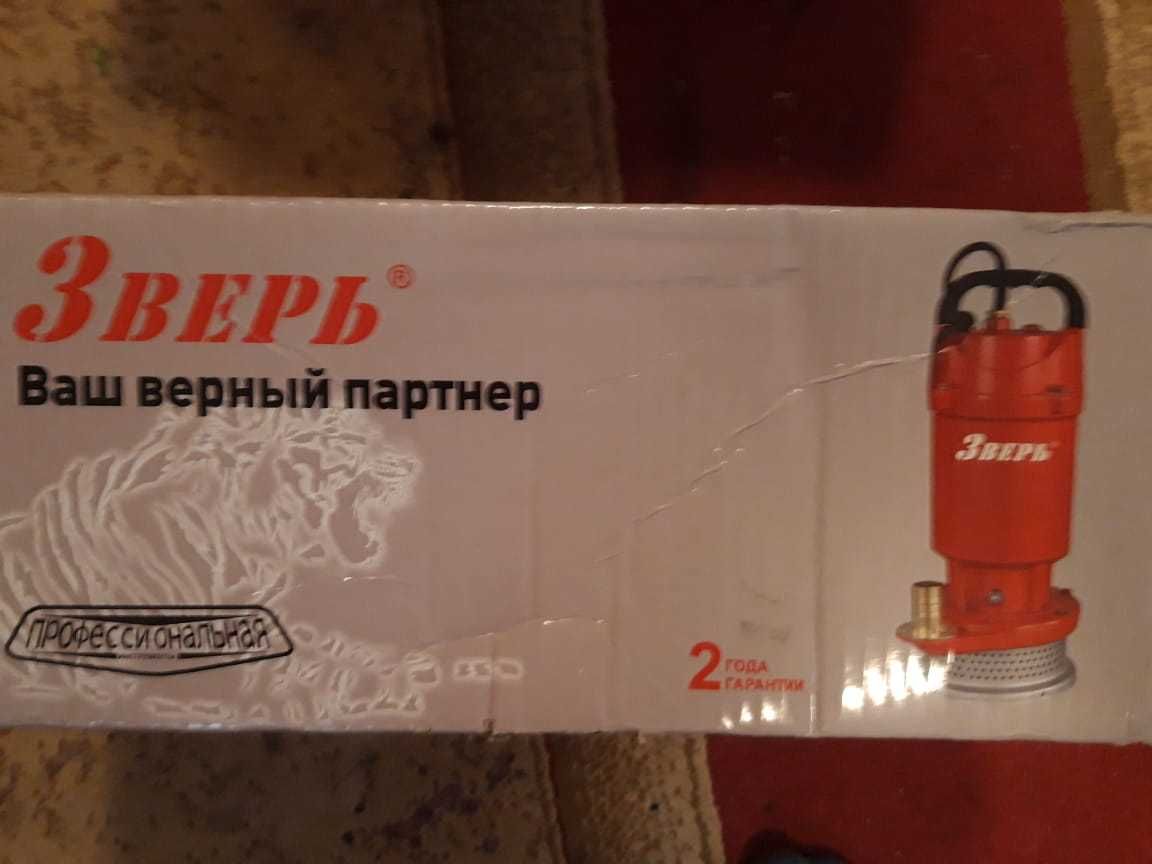 Зверь®
Ваш верный партнер
Профессиональная
Зверь
2 ГОДА
ГАРАНТИИ